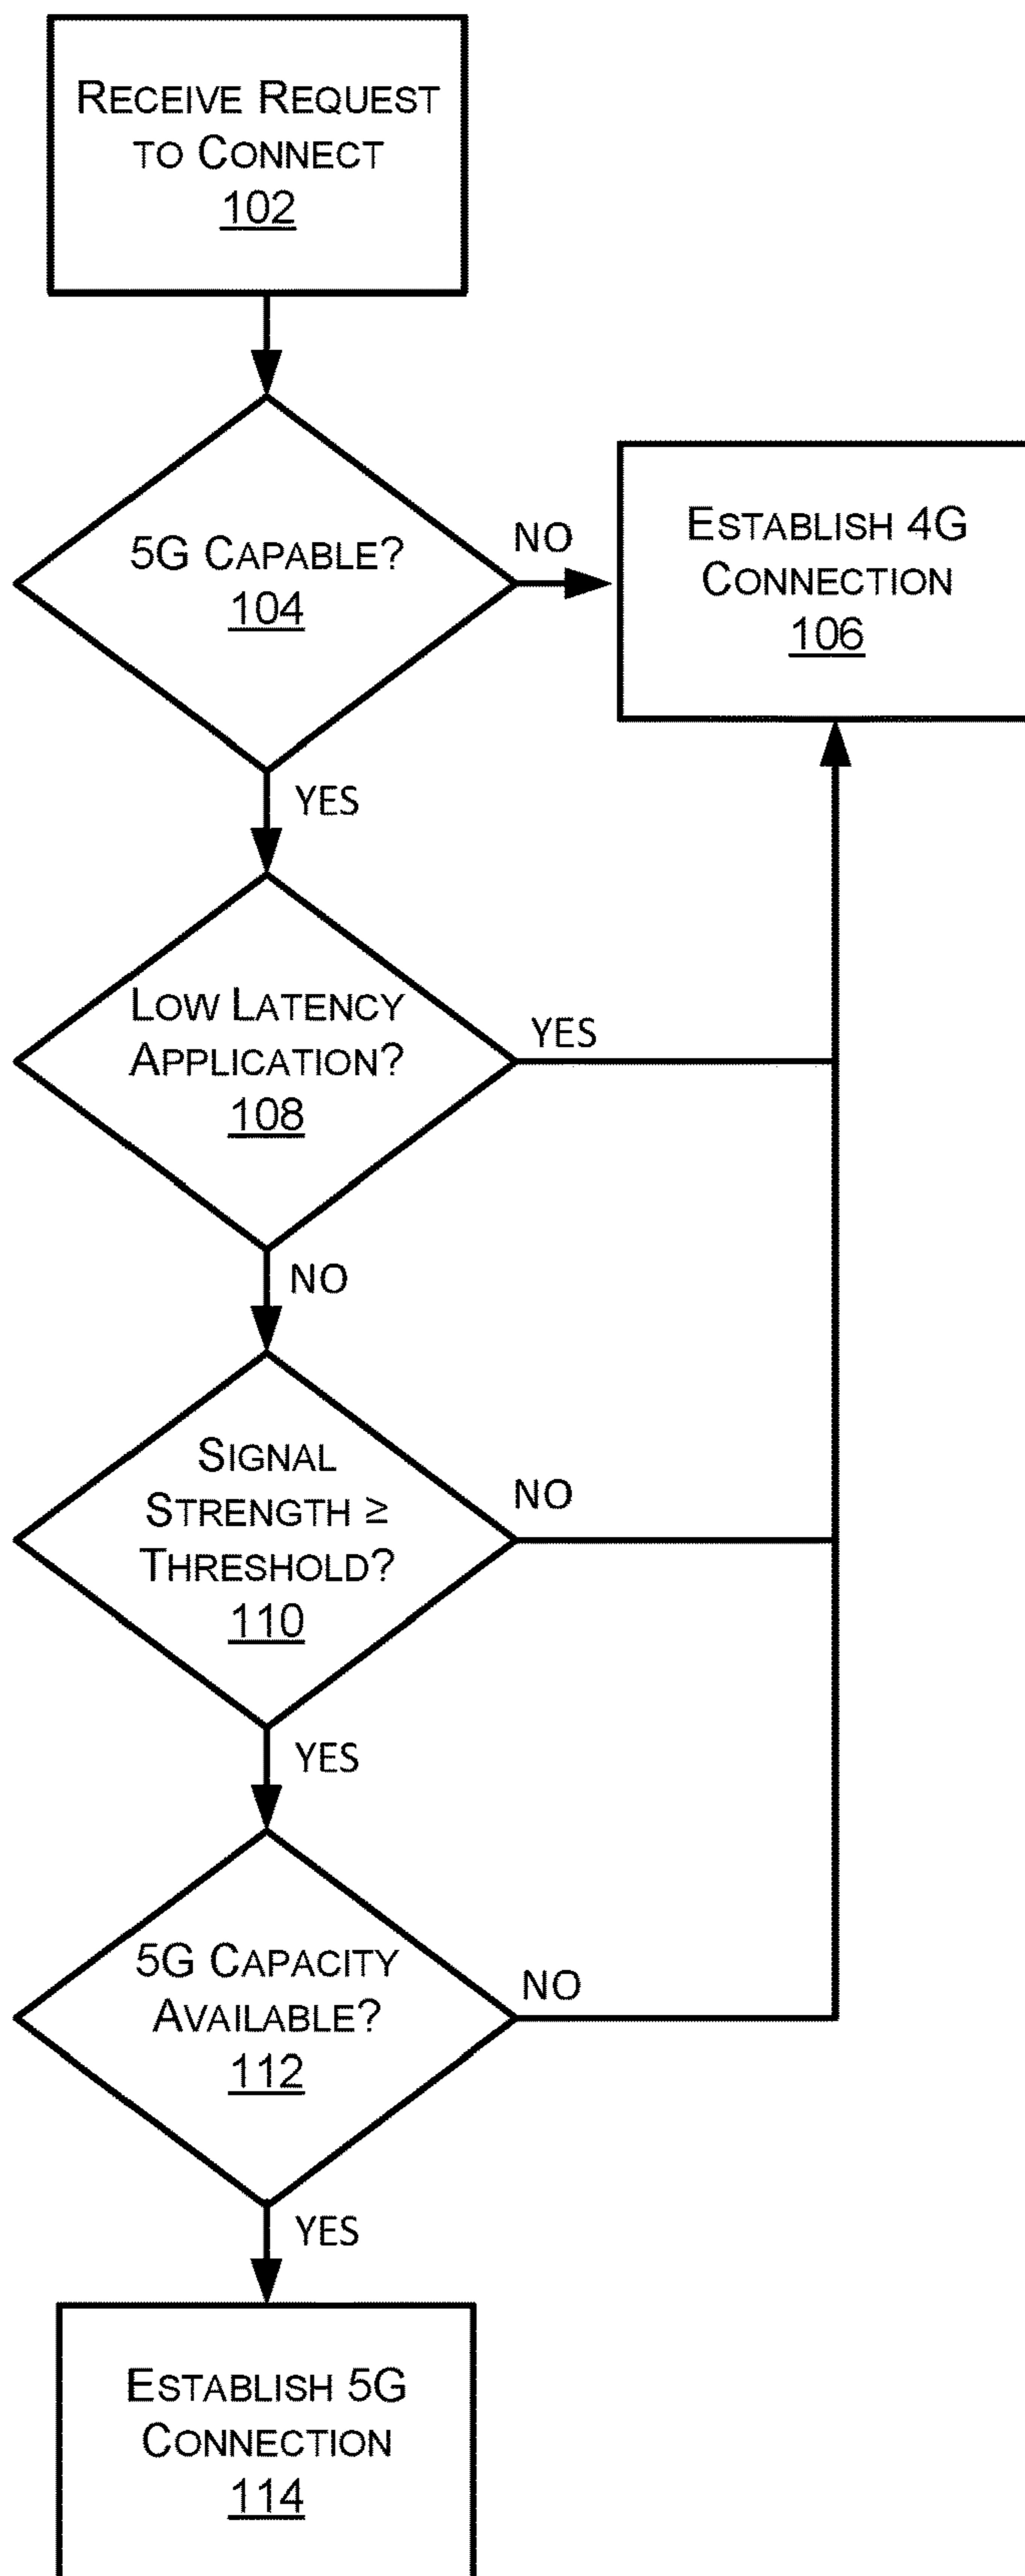 RECEIVE REQUEST
TO CONNECT
102
5G CAPABLE?
104
NO
ESTABLISH 4G
CONNECTION
106
YES
LOW LATENCY
APPLICATION?
108
YES
NO
SIGNAL
STRENGTH ≥
THRESHOLD?
110
NO
YES
5G CAPACITY
AVAILABLE?
112
NO
YES
ESTABLISH 5G
CONNECTION
114